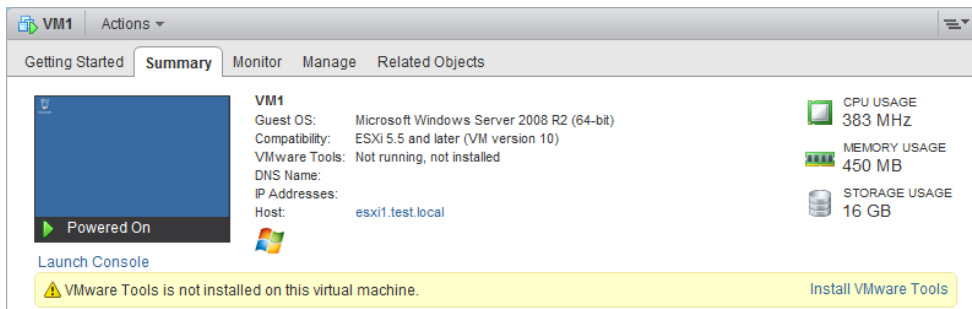 VM1 Actions
Getting Started Summary Monitor Manage Related Objects
VM1
Guest OS: Microsoft Windows Server 2008 R2 (64-bit)
Compatibility: ESXi 5.5 and later (VM version 10)
VMware Tools: Not running, not installed
DNS Name:
IP Addresses:
Host: esxi1.test.local
Powered On
Launch Console
CPU USAGE
383 MHz
MEMORY USAGE
450 MB
STORAGE USAGE
16 GB
VMware Tools is not installed on this virtual machine. Install VMware Tools